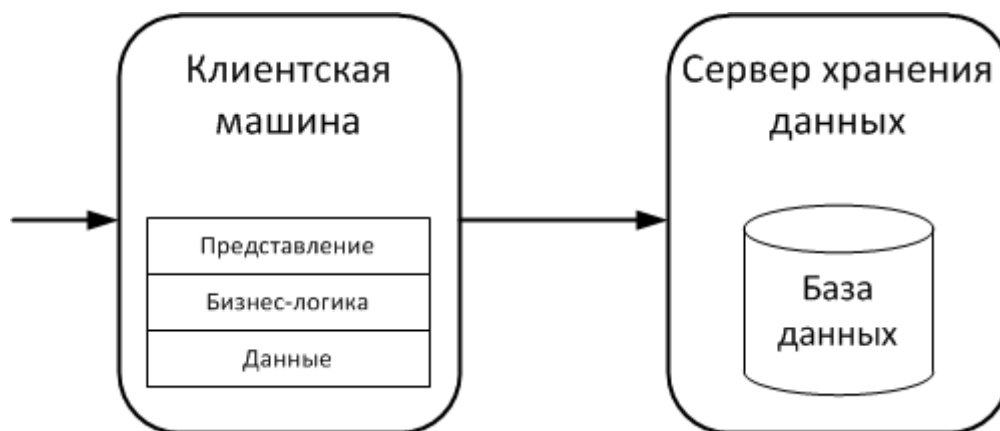 Клиентская
машина
Представление
Бизнес-логика
Данные
Сервер хранения
данных
База
данных